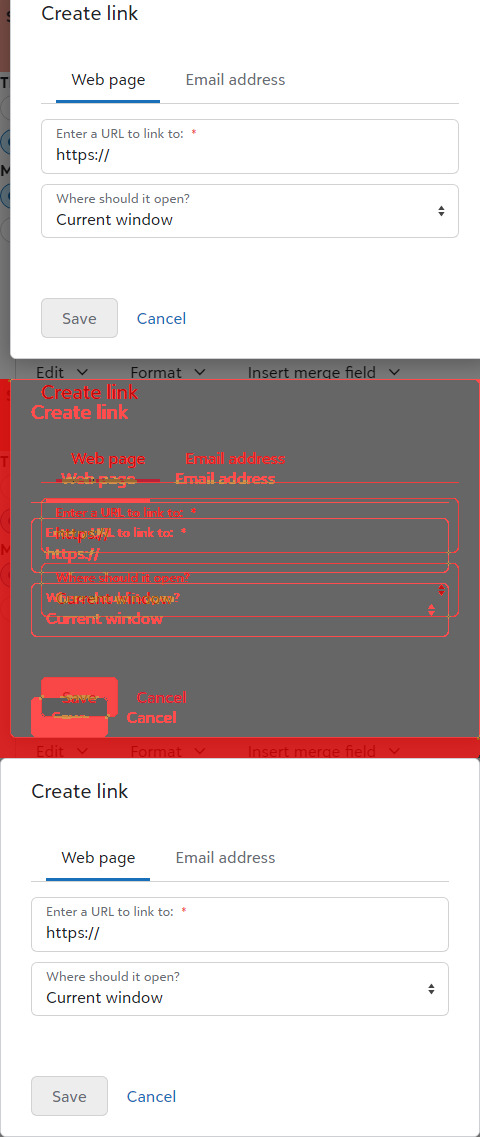 Create link
Web page Email address
Enter a URL to link to: *
https://
Where should it open?
Current window
Save Cancel
Edit Format Insert merge field
Create link
Create link
Web page Email address
Web page Email address
Enter a URL to link to: *
Enter a URL to link to: *
https://
https://
Where should it open?
Where should it open?
Current window
Current window
Save Cancel
Save Cancel
Edit Format Insert merge field
Create link
Web page Email address
Enter a URL to link to: *
https://
Where should it open?
Current window
Save Cancel